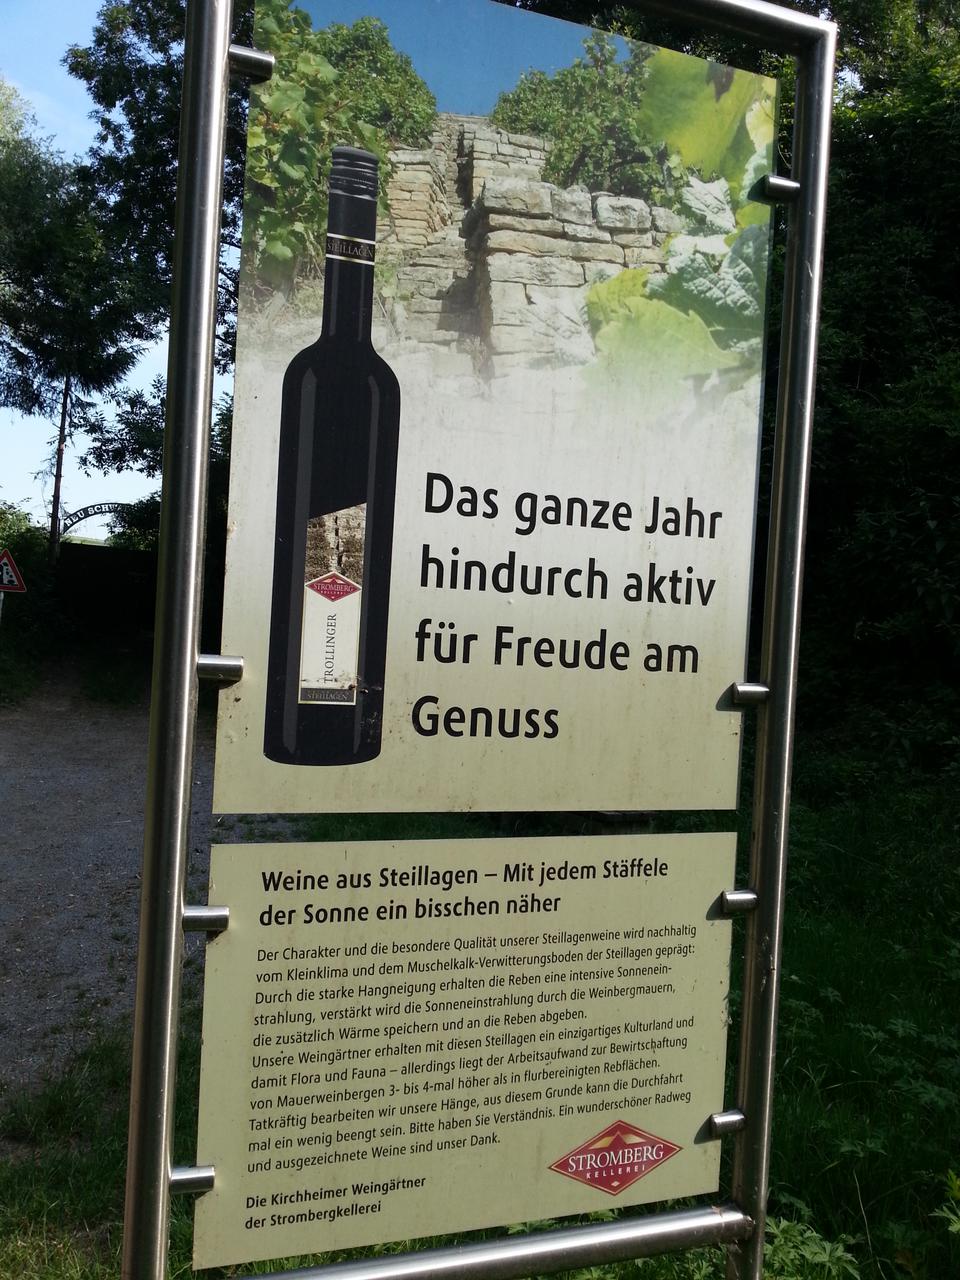 STEILLAGEN
NEU SCHU
Das ganze Jahr
hindurch aktiv
für Freude am
Genuss
STROMBERG
KELLEREI
TROLLINGER
STEILLAGEN
Weine aus Steillagen – Mit jedem Stäffele
der Sonne ein bisschen näher
Der Charakter und die besondere Qualität unserer Steillagenweine wird nachhaltig
vom Kleinklima und dem Muschelkalk-Verwitterungsboden der Steillagen geprägt:
Durch die starke Hangneigung erhalten die Reben eine intensive Sonnenein-
strahlung, verstärkt wird die Sonneneinstrahlung durch die Weinbergmauern,
die zusätzlich Wärme speichern und an die Reben abgeben.
Unsere Weingärtner erhalten mit diesen Steillagen ein einzigartiges Kulturland und
damit Flora und Fauna – allerdings liegt der Arbeitsaufwand zur Bewirtschaftung
von Mauerweinbergen 3- bis 4-mal höher als in flurbereinigten Rebflächen.
Tatkräftig bearbeiten wir unsere Hänge, aus diesem Grunde kann die Durchfahrt
mal ein wenig beengt sein. Bitte haben Sie Verständnis. Ein wunderschöner Radweg
und ausgezeichnete Weine sind unser Dank.
Die Kirchheimer Weingärtner
der Strombergkellerei
STROMBERG
KELLEREI